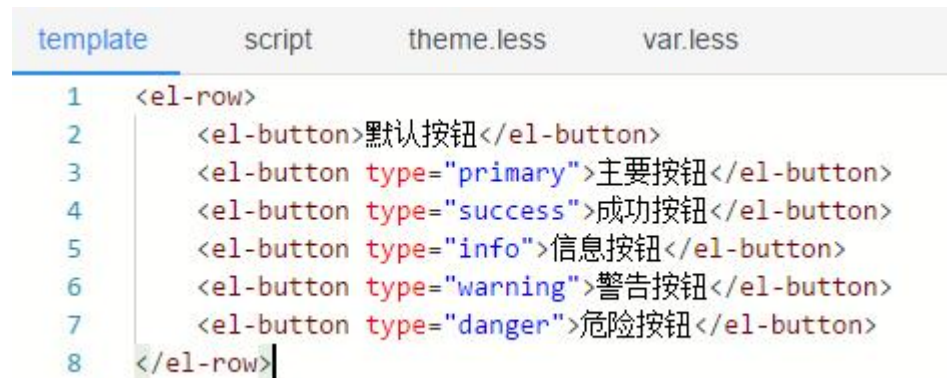 template script theme.less var.less
1 <el-row>
2 <el-button>默认按钮</el-button>
3 <el-button type="primary">主要按钮</el-button>
4 <el-button type="success">成功按钮</el-button>
5 <el-button type="info">信息按钮</el-button>
6 <el-button type="warning">警告按钮</el-button>
7 <el-button type="danger">危险按钮</el-button>
8 </el-row>